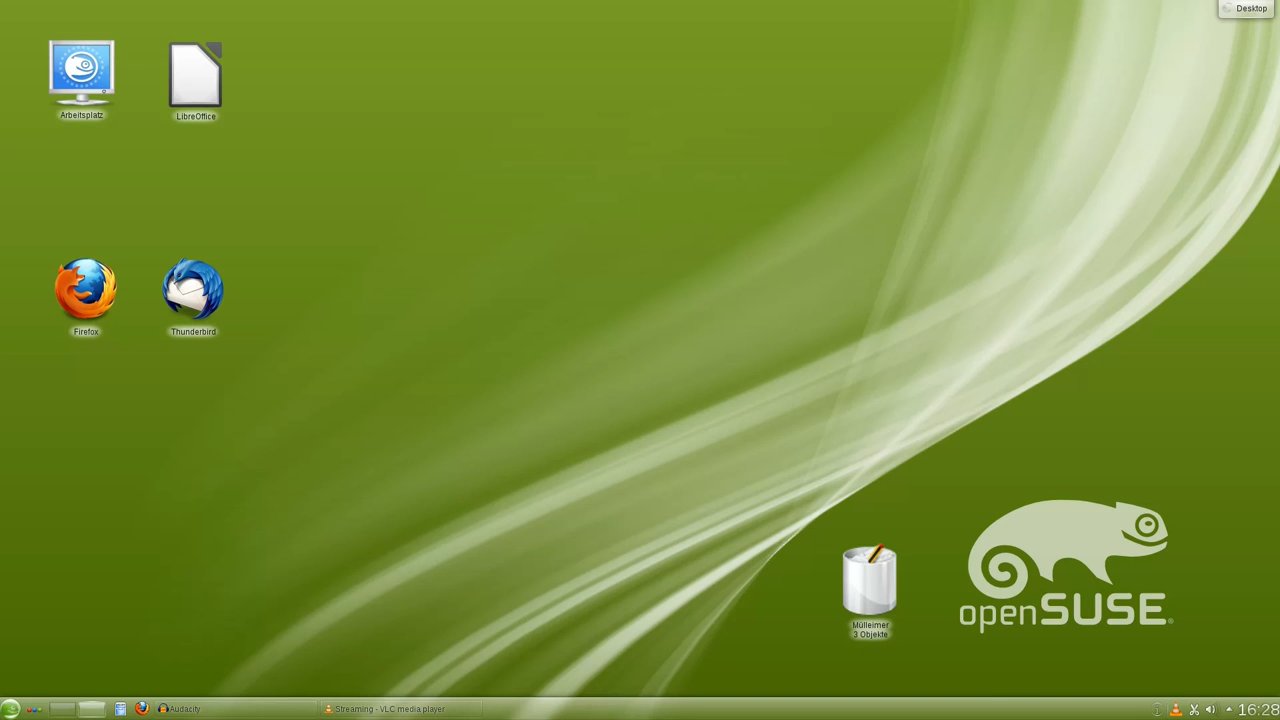 Desktop
Arbeitsplatz
LibreOffice
Firefox
Thunderbird
openSUSE®
Mülleimer
3 Objekte
Audacity
Streaming - VLC media player
16:28